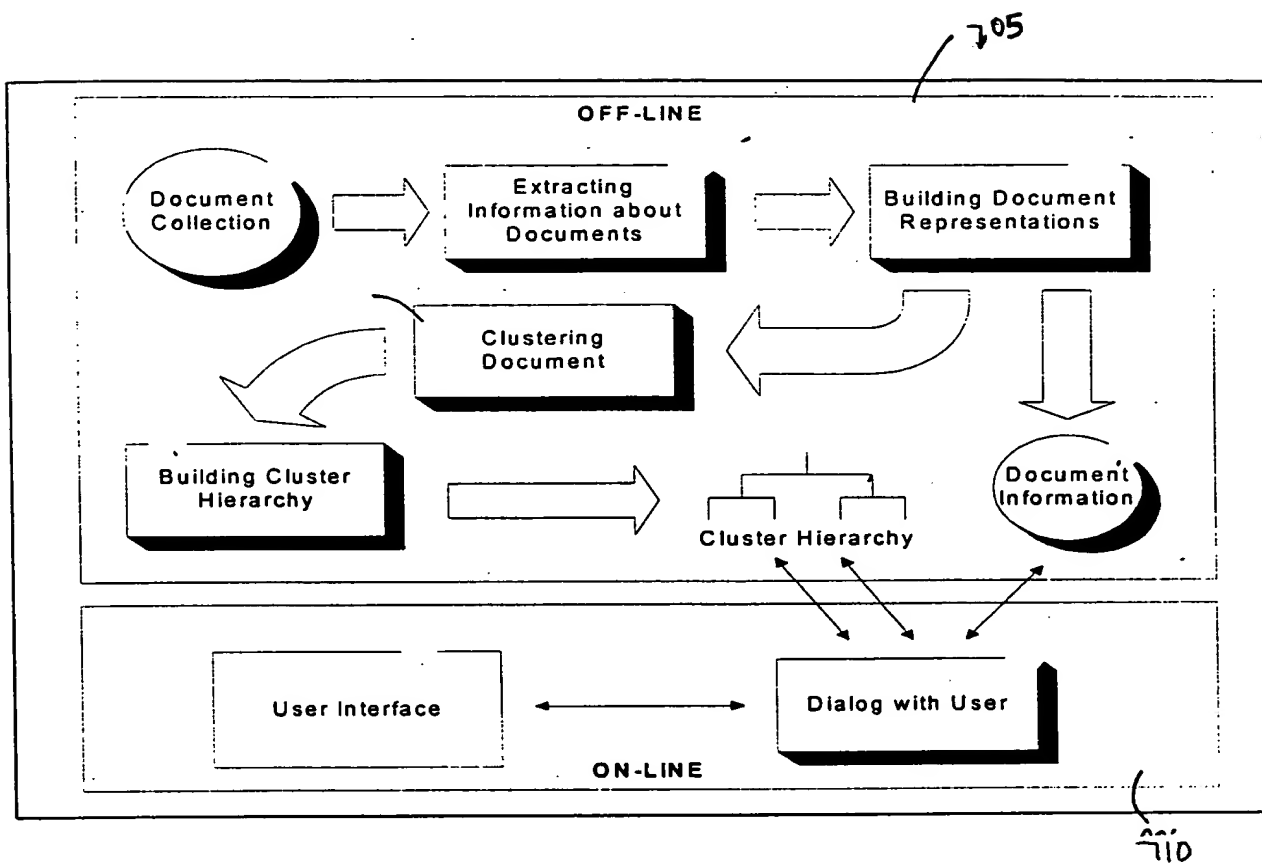 705
OFF-LINE
Document
Collection
Extracting
Information about
Documents
Building Document
Representations
Clustering
Document
Building Cluster
Hierarchy
Cluster Hierarchy
Document
Information
User Interface
Dialog with User
ON-LINE
710